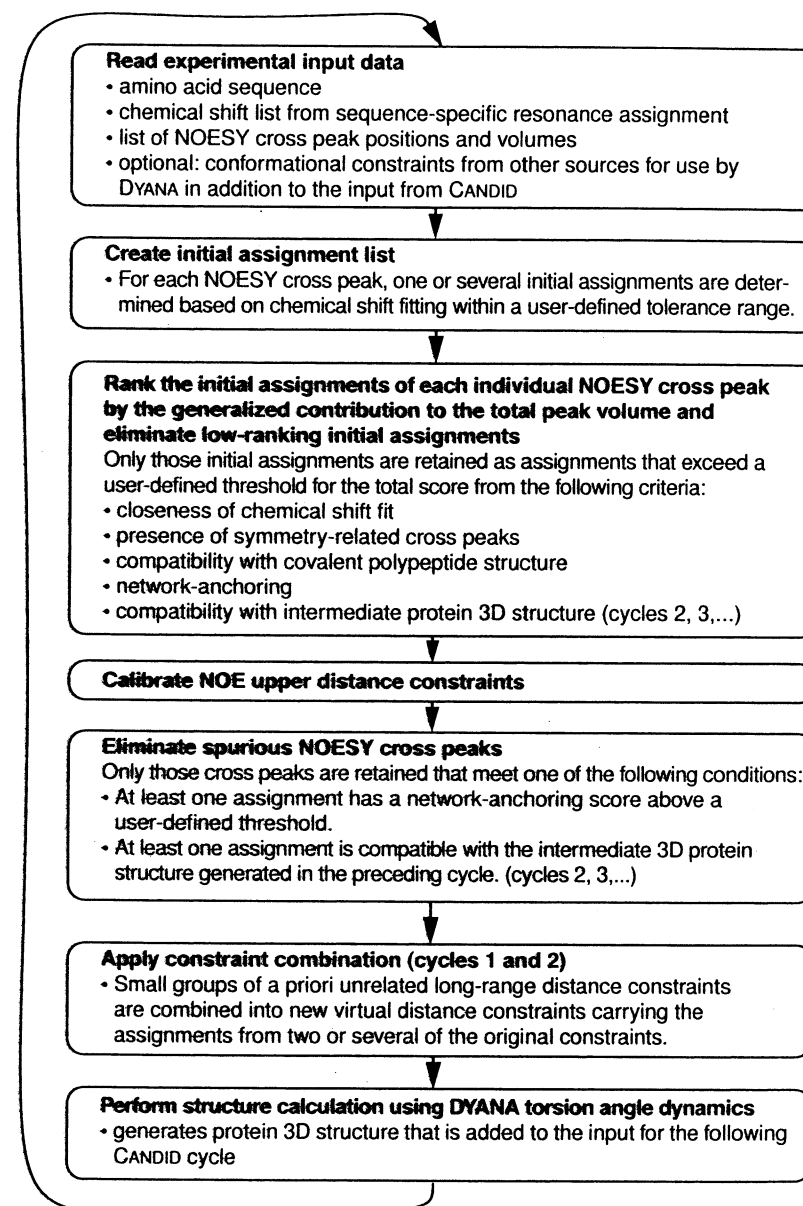 Read experimental input data
• amino acid sequence
• chemical shift list from sequence-specific resonance assignment
• list of NOESY cross peak positions and volumes
• optional: conformational constraints from other sources for use by
DYANA in addition to the input from CANDID
Create initial assignment list
• For each NOESY cross peak, one or several initial assignments are deter-
mined based on chemical shift fitting within a user-defined tolerance range.
Rank the initial assignments of each individual NOESY cross peak
by the generalized contribution to the total peak volume and
eliminate low-ranking initial assignments
Only those initial assignments are retained as assignments that exceed a
user-defined threshold for the total score from the following criteria:
• closeness of chemical shift fit
• presence of symmetry-related cross peaks
• compatibility with covalent polypeptide structure
• network-anchoring
• compatibility with intermediate protein 3D structure (cycles 2, 3,...)
Calibrate NOE upper distance constraints
Eliminate spurious NOESY cross peaks
Only those cross peaks are retained that meet one of the following conditions:
• At least one assignment has a network-anchoring score above a
user-defined threshold.
• At least one assignment is compatible with the intermediate 3D protein
structure generated in the preceding cycle. (cycles 2, 3,...)
Apply constraint combination (cycles 1 and 2)
• Small groups of a priori unrelated long-range distance constraints
are combined into new virtual distance constraints carrying the
assignments from two or several of the original constraints.
Perform structure calculation using DYANA torsion angle dynamics
• generates protein 3D structure that is added to the input for the following
CANDID cycle